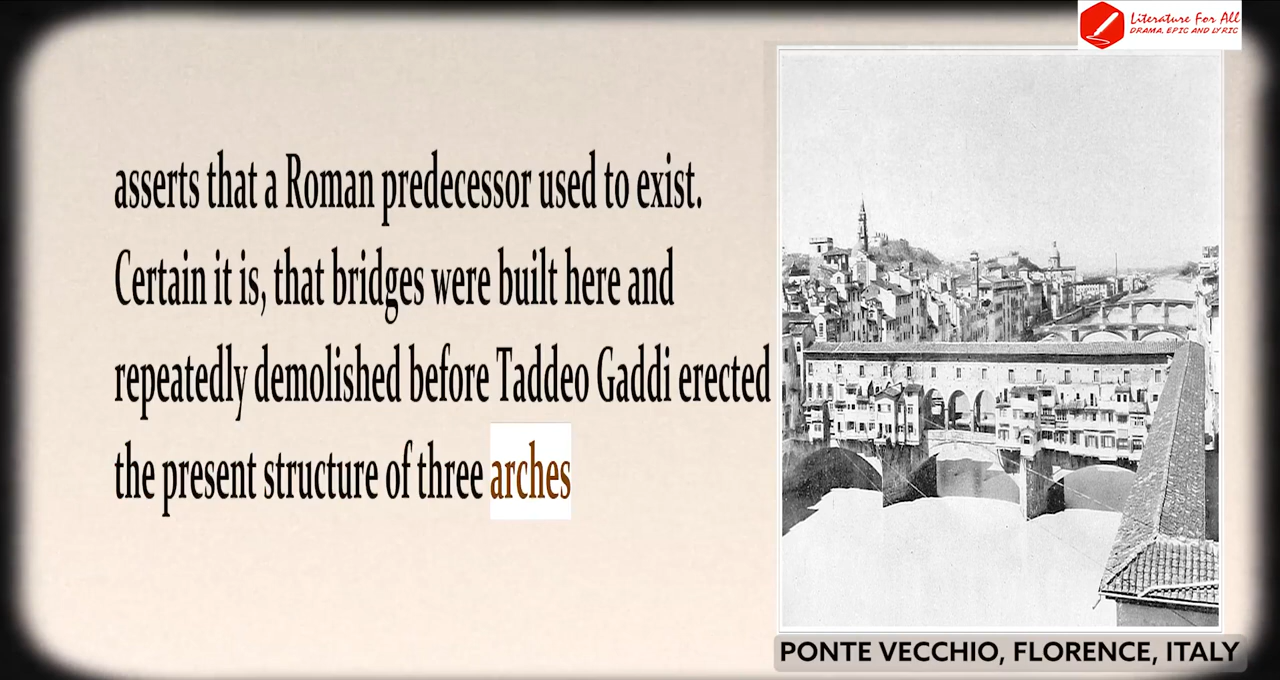 Literature For All
DRAMA, EPIC AND LYRIC
asserts that a Roman predecessor used to exist.
Certain it is, that bridges were built here and
repeatedly demolished before Taddeo Gaddi erected
the present structure of three arches
PONTE VECCHIO, FLORENCE, ITALY